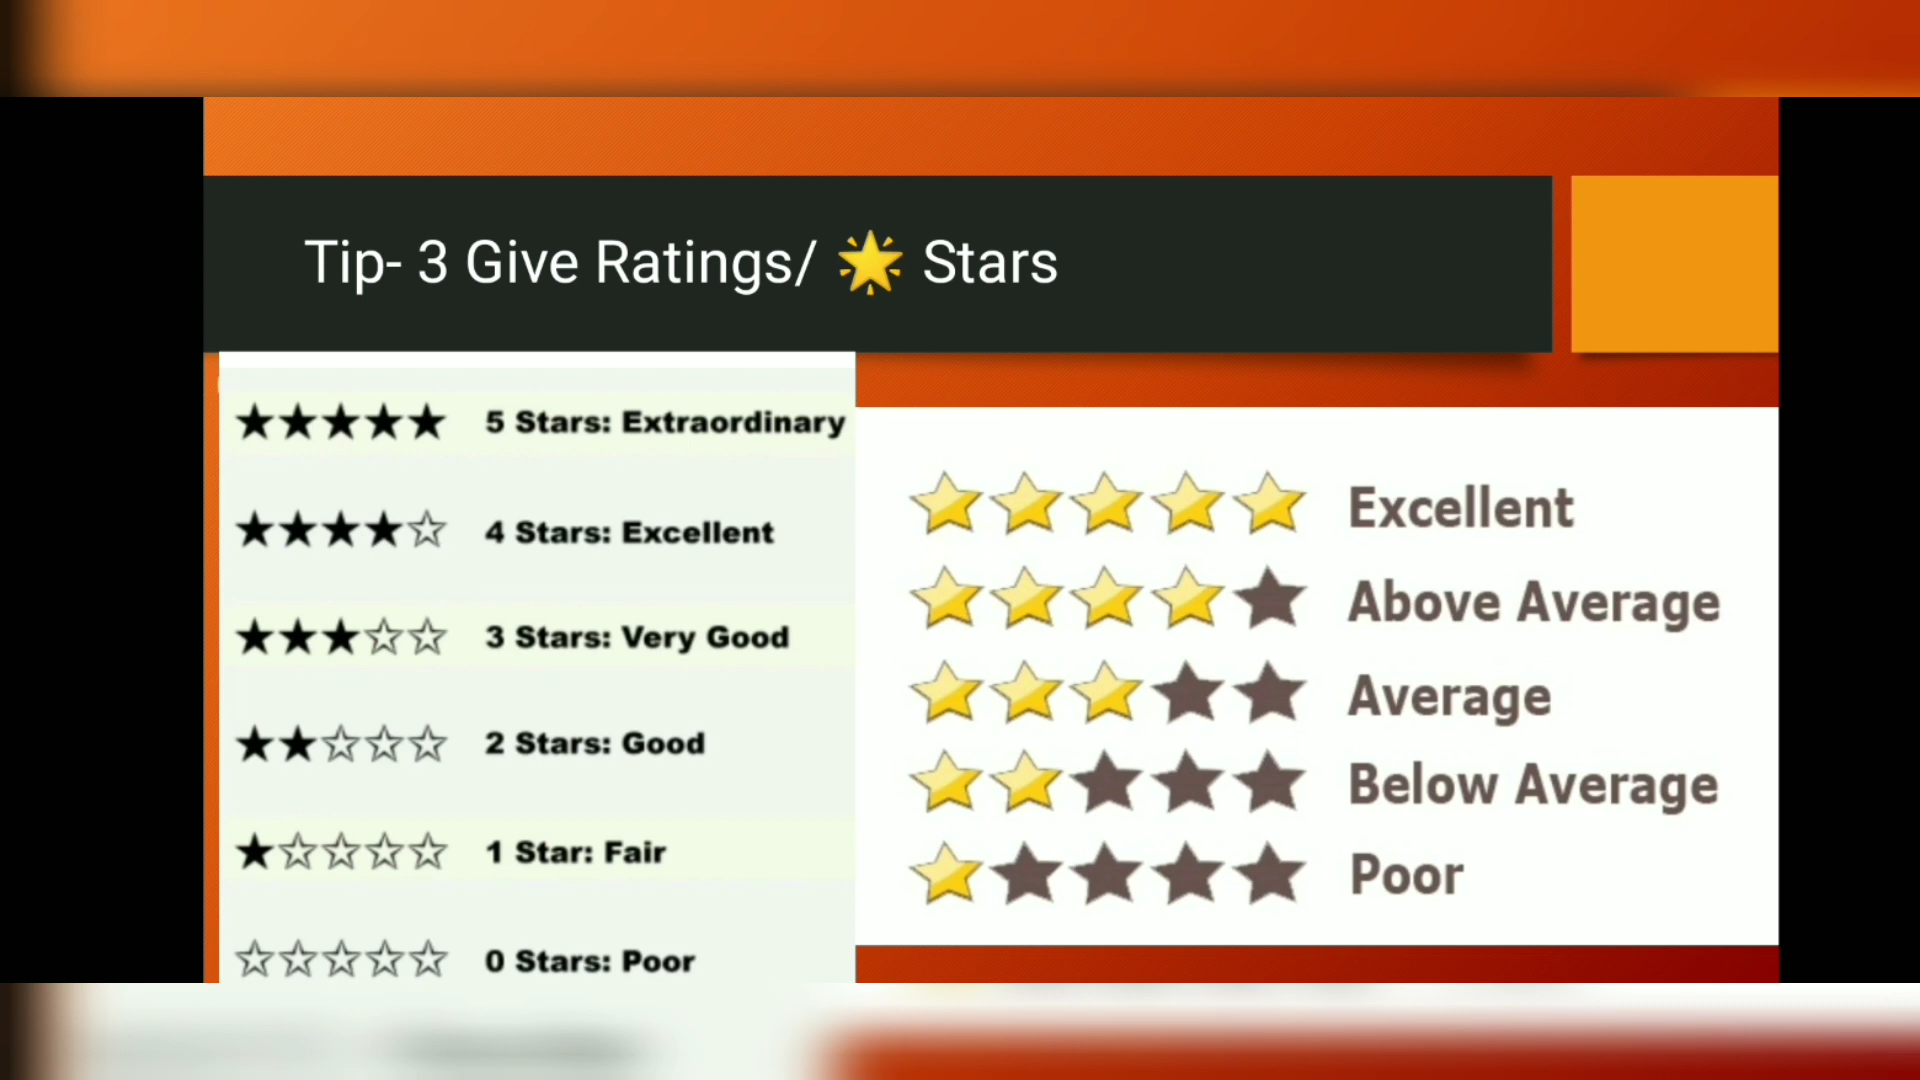 Tip- 3 Give Ratings/ 🌟 Stars
5 Stars: Extraordinary
4 Stars: Excellent
3 Stars: Very Good
2 Stars: Good
1 Star: Fair
0 Stars: Poor
Excellent
Above Average
Average
Below Average
Poor